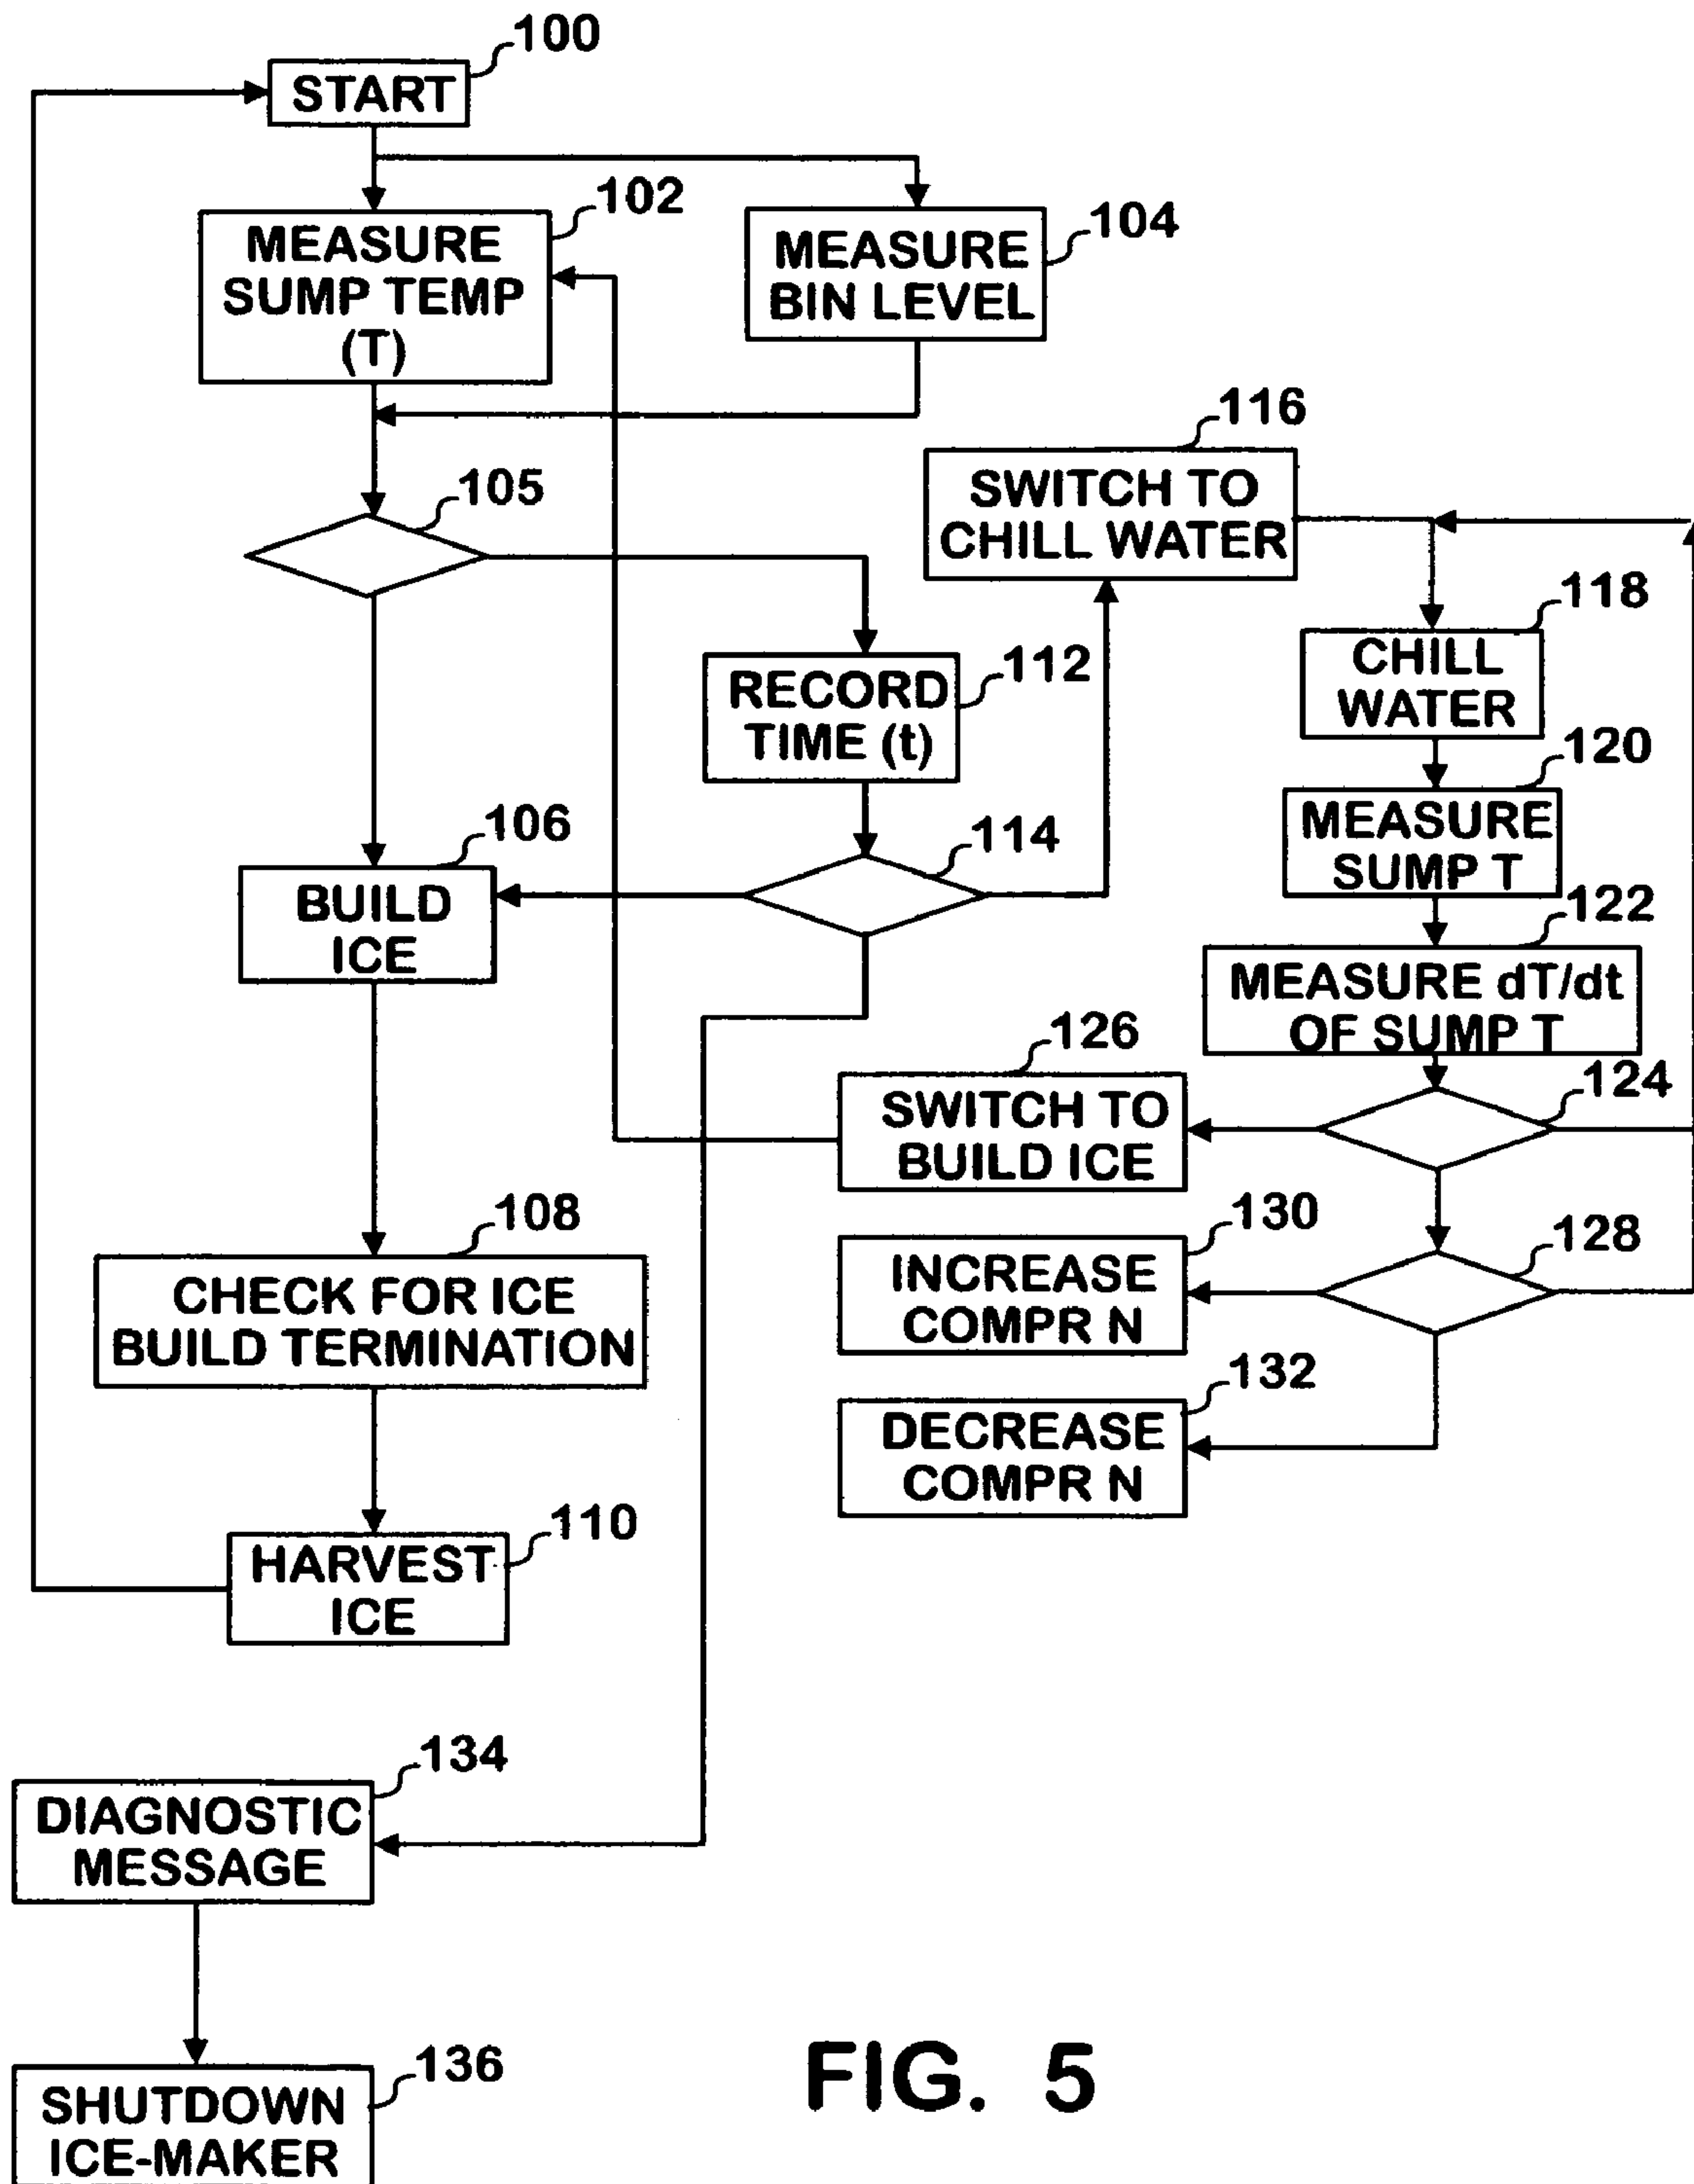 100
START
102
MEASURE
SUMP TEMP
(T)
104
MEASURE
BIN LEVEL
105
116
SWITCH TO
CHILL WATER
118
CHILL
WATER
112
RECORD
TIME (t)
120
MEASURE
SUMP T
106
BUILD
ICE
114
122
MEASURE dT/dt
OF SUMP T
126
SWITCH TO
BUILD ICE
124
108
CHECK FOR ICE
BUILD TERMINATION
130
INCREASE
COMPR N
128
132
DECREASE
COMPR N
110
HARVEST
ICE
134
DIAGNOSTIC
MESSAGE
136
SHUTDOWN
ICE-MAKER
FIG. 5